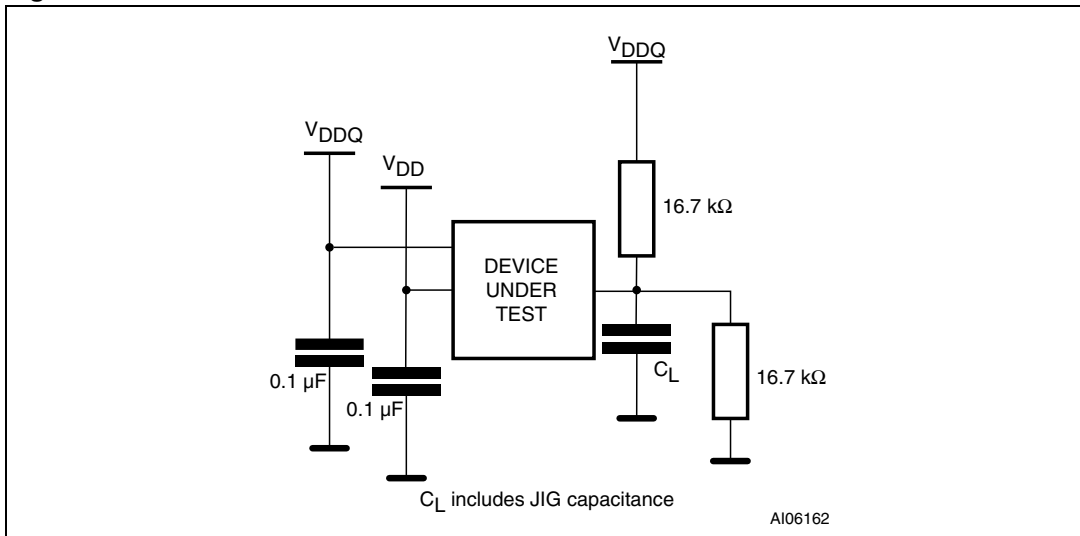 VDDQ
VDDQ
VDD
16.7 kΩ
DEVICE
UNDER
TEST
0.1 µF
0.1 µF
CL
16.7 kΩ
CL includes JIG capacitance
AI06162